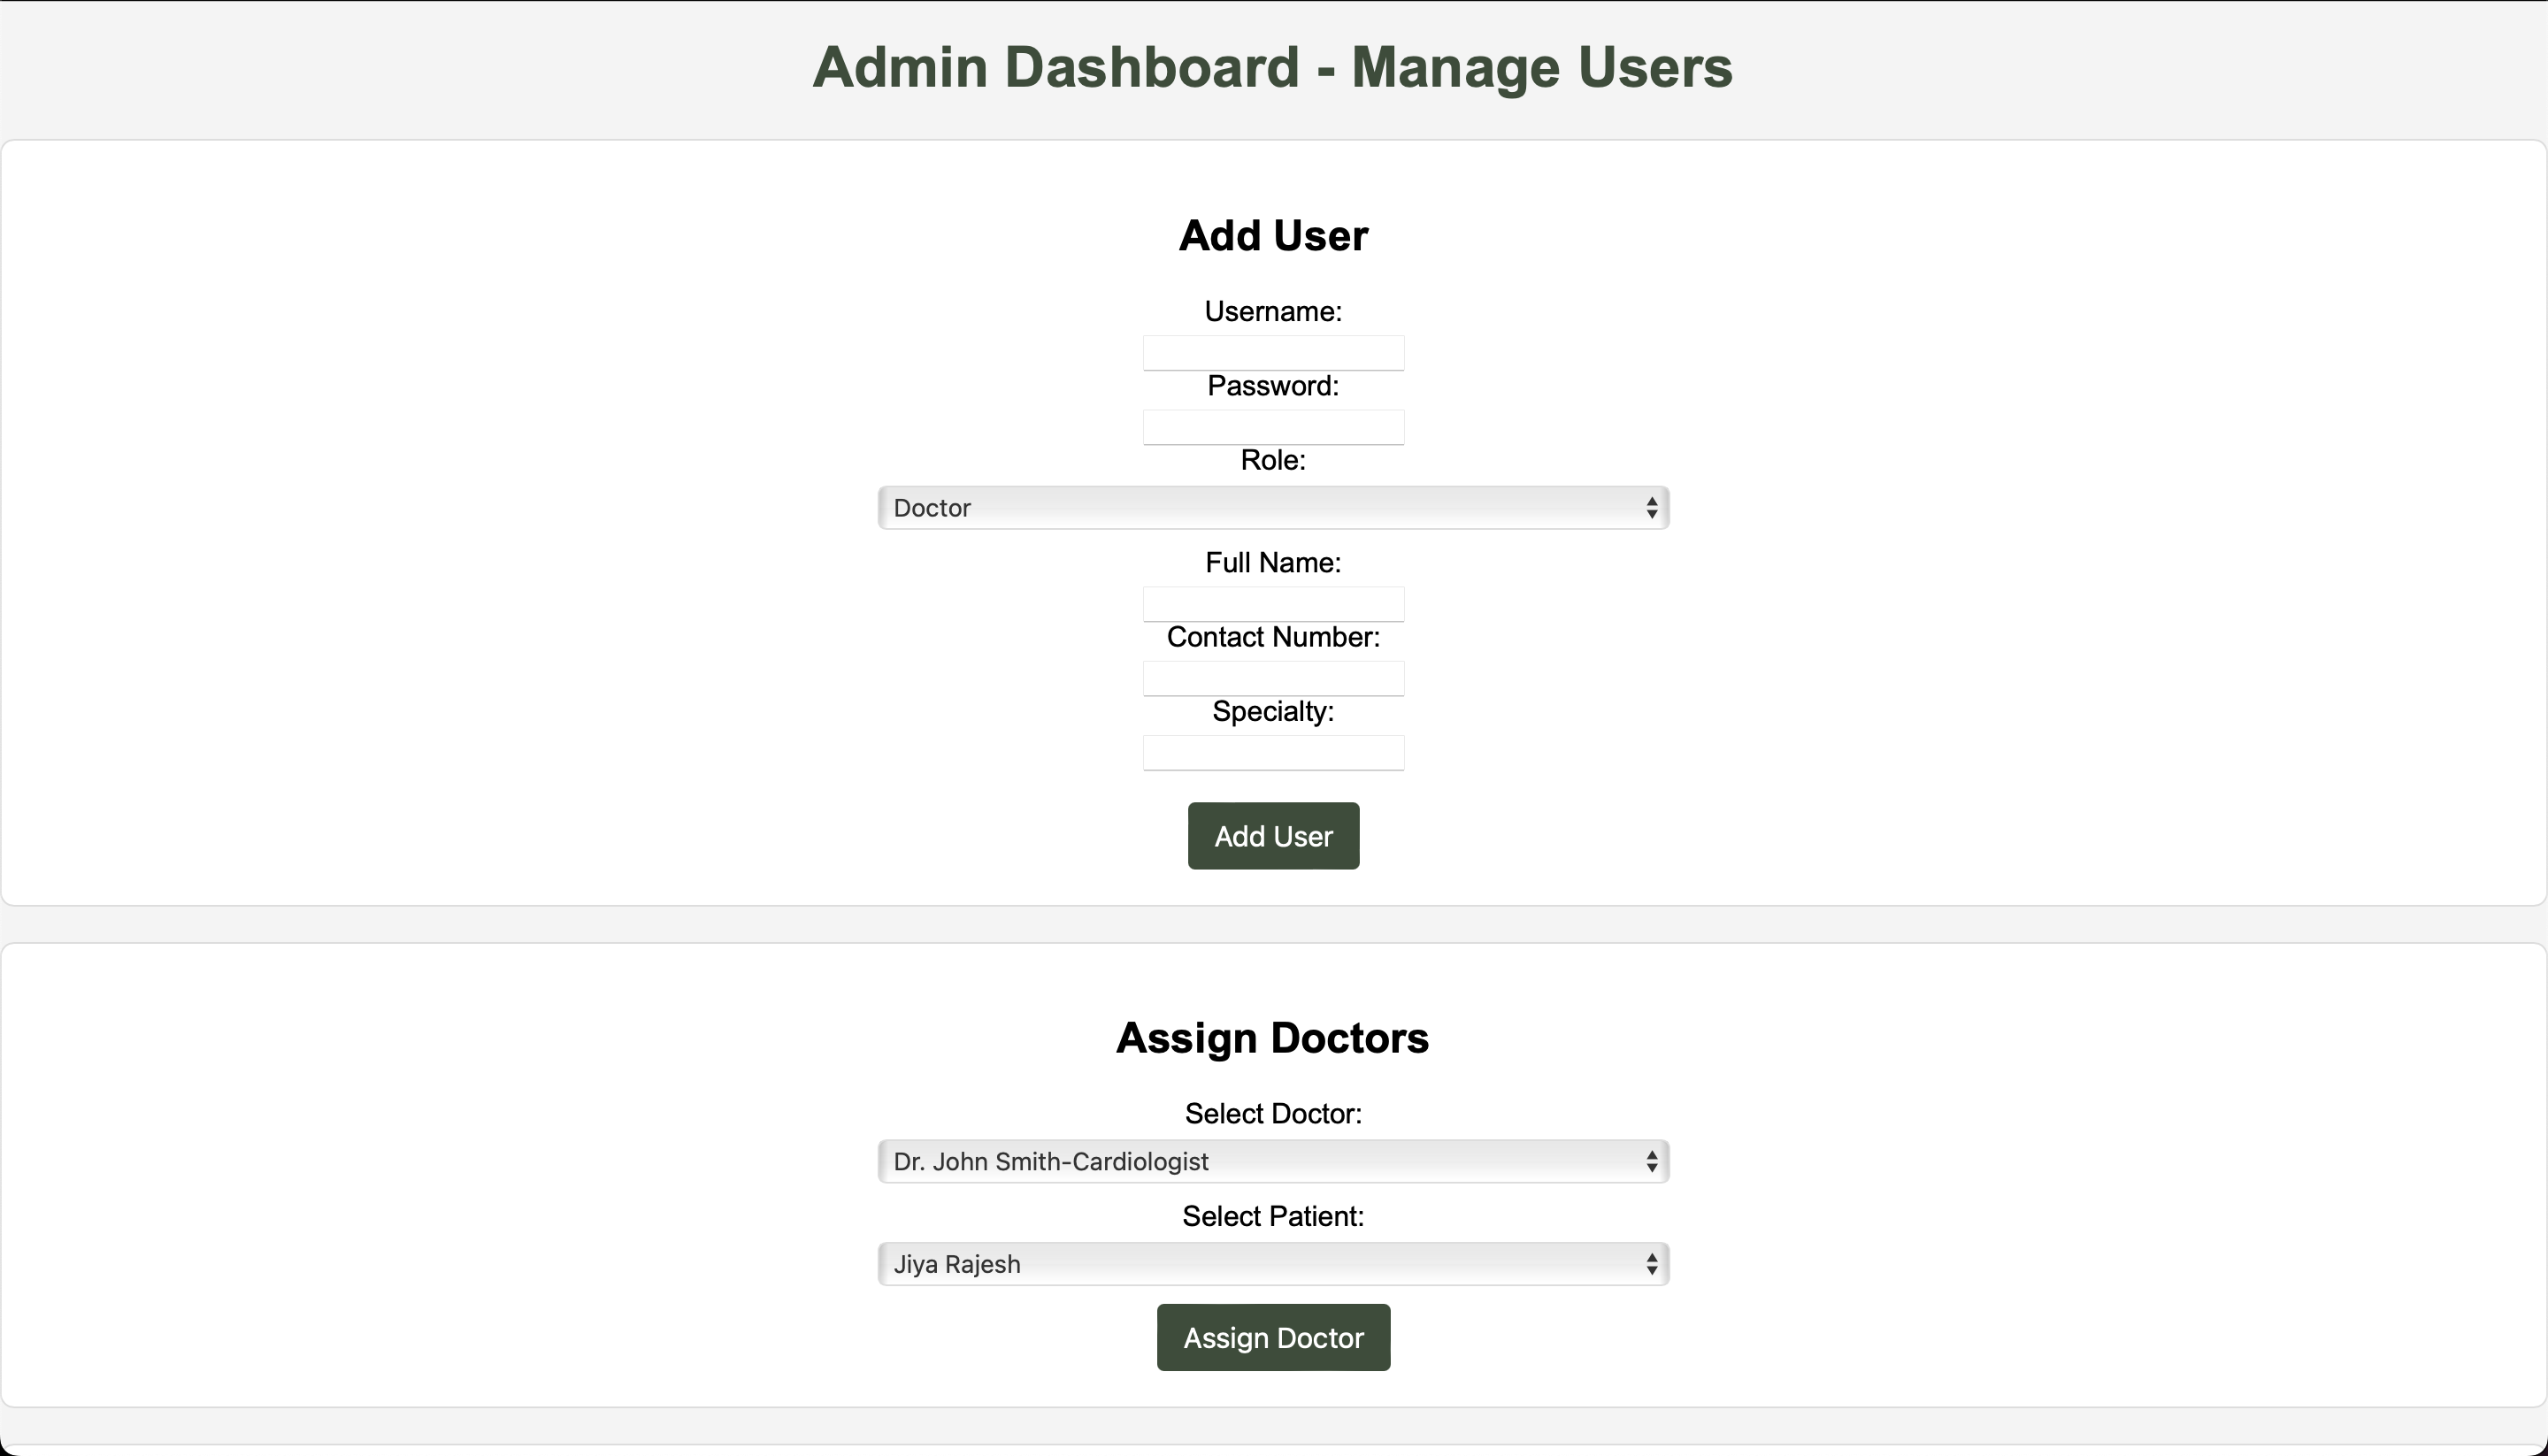 Admin Dashboard - Manage Users
Add User
Username:
Password:
Role:
Doctor
Full Name:
Contact Number:
Specialty:
Add User
Assign Doctors
Select Doctor:
Dr. John Smith-Cardiologist
Select Patient:
Jiya Rajesh
Assign Doctor